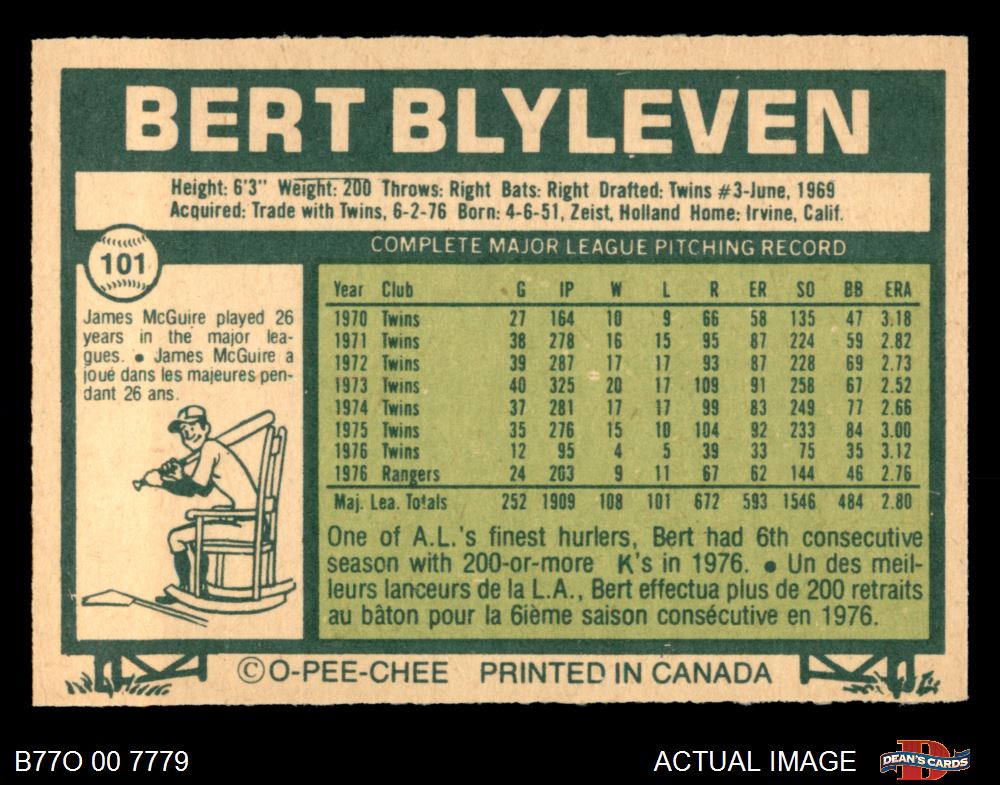 BERT BLYLEVEN
Height: 6'3" Weight: 200 Throws: Right Bats: Right Drafted: Twins #3-June, 1969
Acquired: Trade with Twins, 6-2-76 Born: 4-6-51, Zeist, Holland Home: Irvine, Calif.
COMPLETE MAJOR LEAGUE PITCHING RECORD
101
James McGuire played 26
years in the major lea-
gues. ● James McGuire a
joué dans les majeures pen-
dant 26 ans.
Year Club G IP W L R ER SO BB ERA
1970 Twins 27 164 10 9 66 58 135 47 3.18
1971 Twins 38 278 16 15 95 87 224 59 2.82
1972 Twins 39 287 17 17 93 87 228 69 2.73
1973 Twins 40 325 20 17 109 91 258 67 2.52
1974 Twins 37 281 17 17 99 83 249 77 2.66
1975 Twins 35 276 15 10 104 92 233 84 3.00
1976 Twins 12 95 4 5 39 33 75 35 3.12
1976 Rangers 24 203 9 11 67 62 144 46 2.76
Maj. Lea. Totals 252 1909 108 101 672 593 1546 484 2.80
One of A.L.'s finest hurlers, Bert had 6th consecutive
season with 200-or-more K's in 1976. ● Un des meil-
leurs lanceurs de la L.A., Bert effectua plus de 200 retraits
au bâton pour la 6ième saison consécutive en 1976.
©O-PEE-CHEE PRINTED IN CANADA
B77O 00 7779
ACTUAL IMAGE
D
DEAN'S CARDS